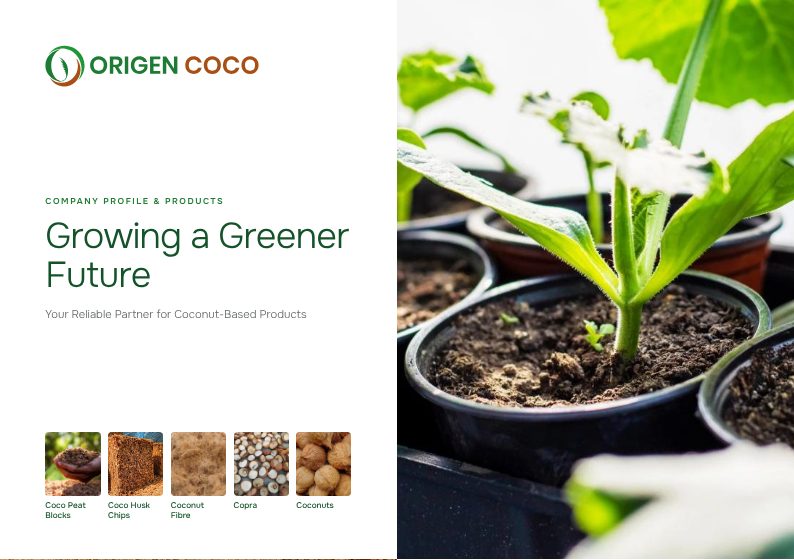 ORIGEN COCO
COMPANY PROFILE & PRODUCTS
Growing a Greener
Future
Your Reliable Partner for Coconut-Based Products
Coco Peat
Blocks
Coco Husk
Chips
Coconut
Fibre
Copra
Coconuts